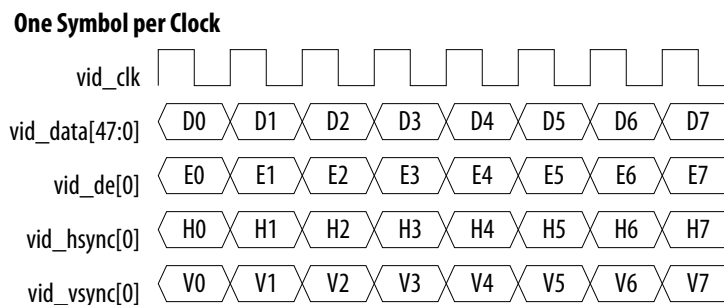 One Symbol per Clock
vid_clk
vid_data[47:0] D0 D1 D2 D3 D4 D5 D6 D7
vid_de[0] E0 E1 E2 E3 E4 E5 E6 E7
vid_hsync[0] H0 H1 H2 H3 H4 H5 H6 H7
vid_vsync[0] V0 V1 V2 V3 V4 V5 V6 V7